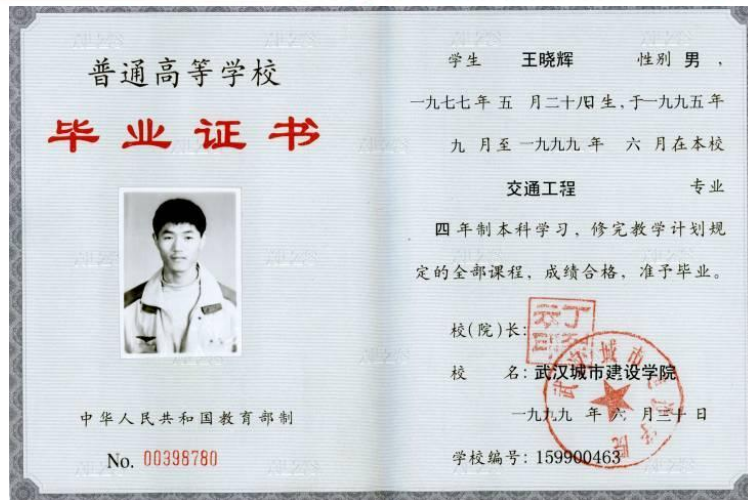 普通高等学校
毕业证书
中华人民共和国教育部制
No. 00398780
学生 王晓辉 性别 男,
一九七七年 五 月二十八日生,于一九九五年
九 月至 一九九九 年 六 月在本校
交通工程 专业
四 年制本科学习, 修完教学计划规
定的全部课程, 成绩合格, 准予毕业。
校(院)长:
校 名: 武汉城市建设学院
一九九九 年 六 月三十日
学校编号: 159900463